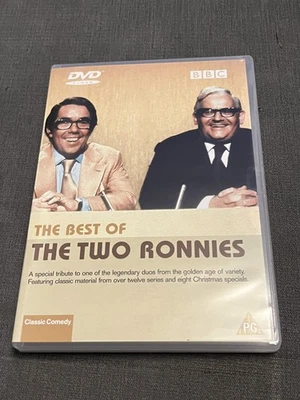 DVD
VIDEO
BBC
THE BEST OF
THE TWO RONNIES
A special tribute to one of the legendary duos from the golden age of variety.
Featuring classic material from over twelve series and eight Christmas specials.
Classic Comedy
PG